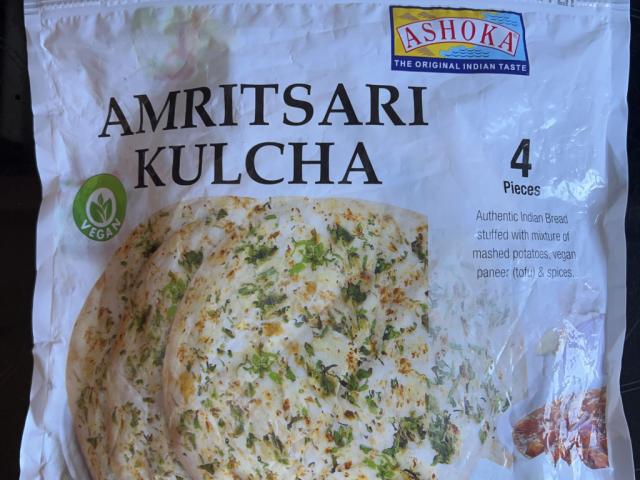 ASHOKA
THE ORIGINAL INDIAN TASTE
AMRITSARI
KULCHA
4
Pieces
VEGAN
Authentic Indian Bread
stuffed with mixture of
mashed potatoes, vegan
paneer (tofu) & spices.